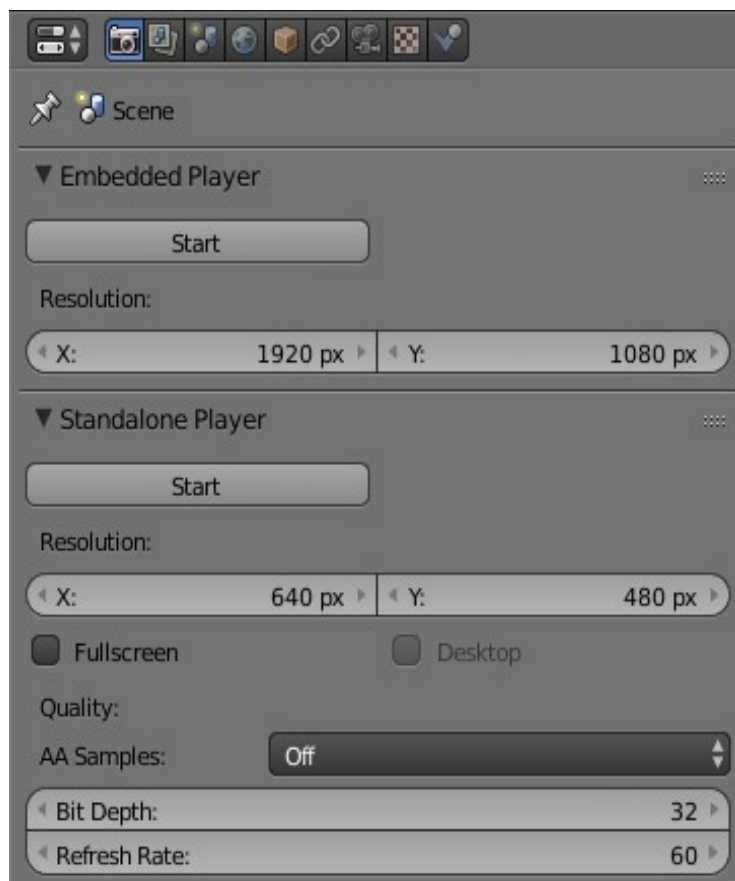 Scene
Embedded Player
Start
Resolution:
X: 1920 px Y: 1080 px
Standalone Player
Start
Resolution:
X: 640 px Y: 480 px
Fullscreen Desktop
Quality:
AA Samples: Off
Bit Depth: 32
Refresh Rate: 60